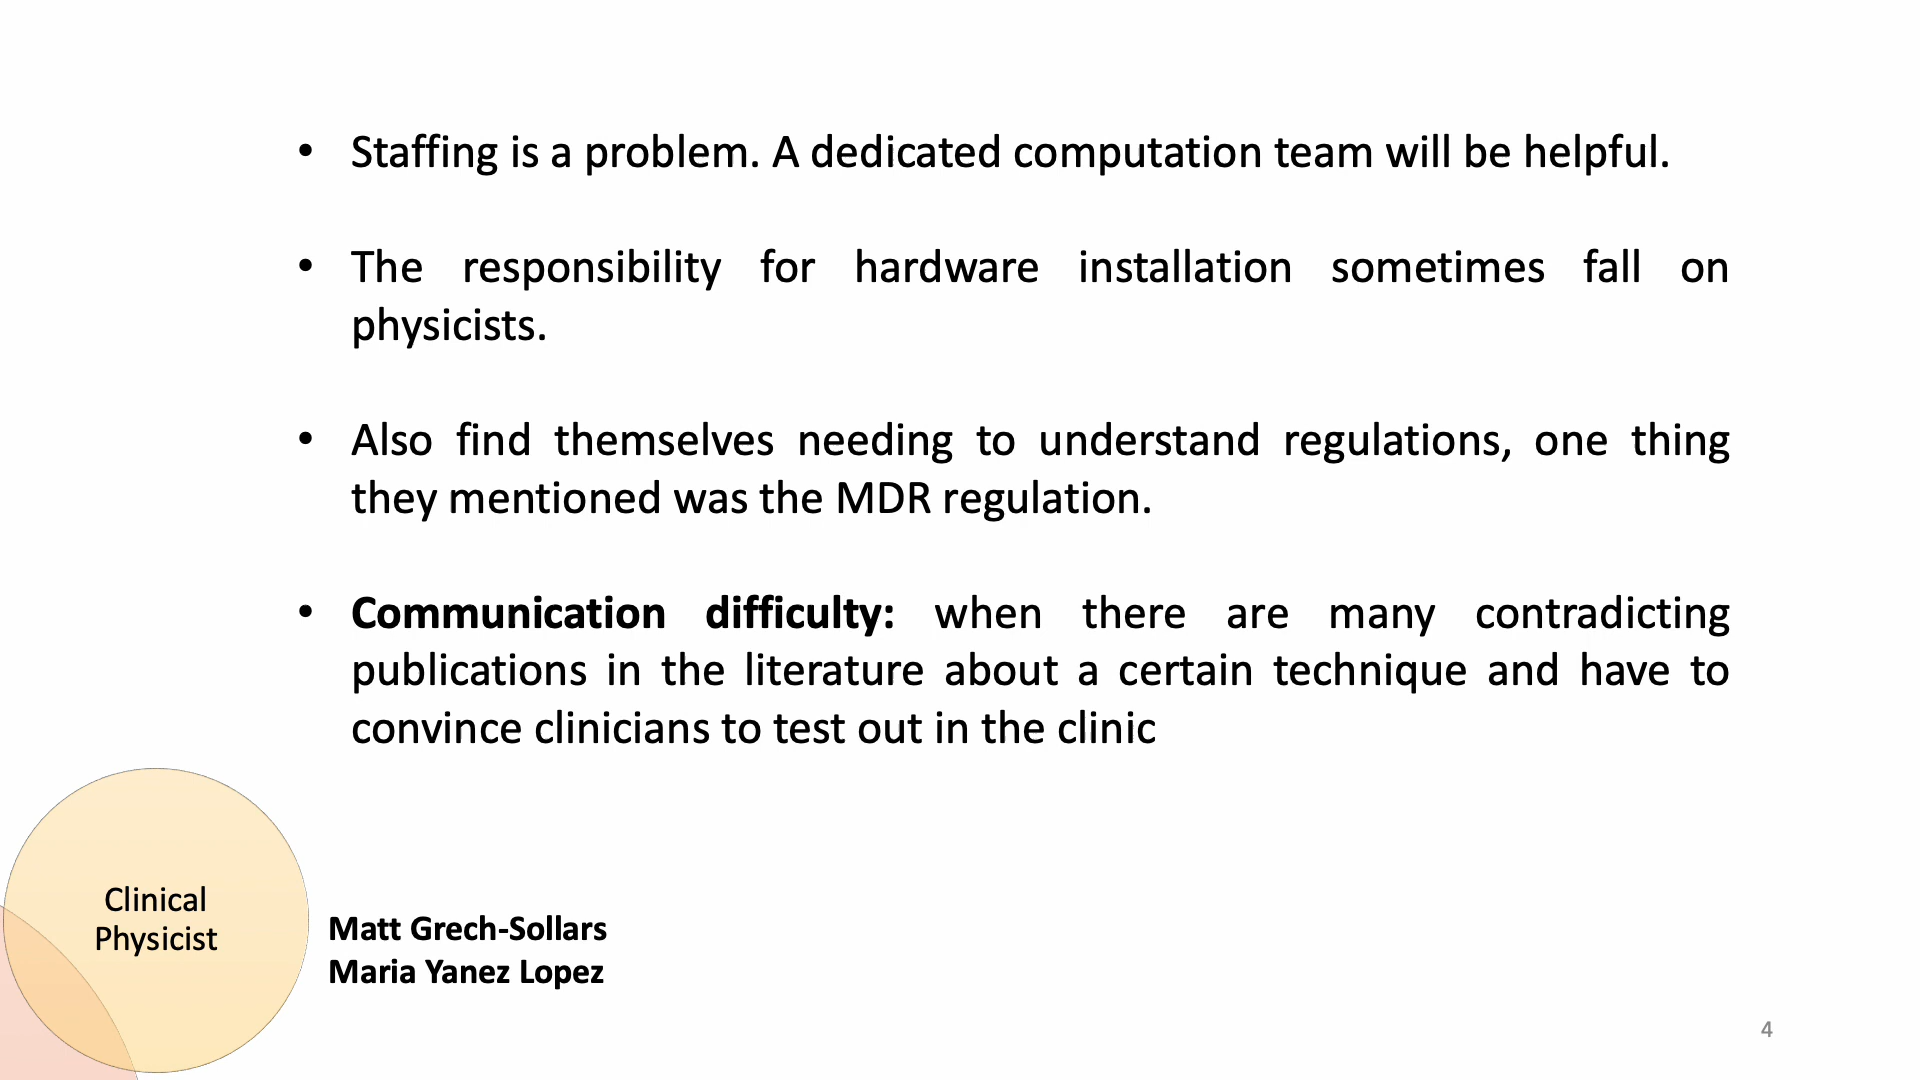 • Staffing is a problem. A dedicated computation team will be helpful.
• The responsibility for hardware installation sometimes fall on
physicists.
• Also find themselves needing to understand regulations, one thing
they mentioned was the MDR regulation.
• Communication difficulty: when there are many contradicting
publications in the literature about a certain technique and have to
convince clinicians to test out in the clinic
Clinical
Physicist
Matt Grech-Sollars
Maria Yanez Lopez
4